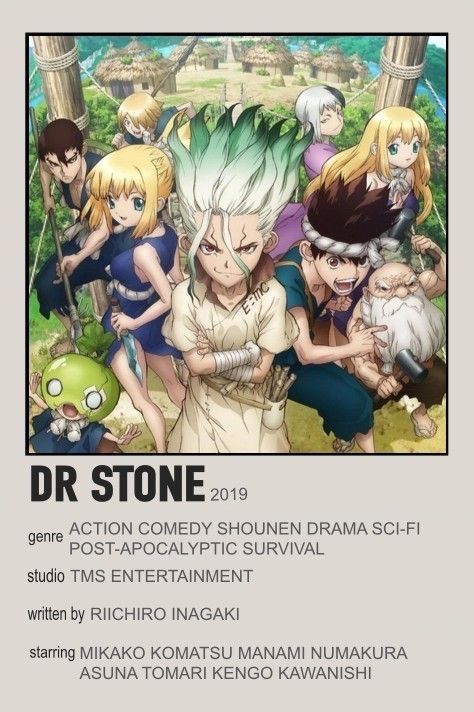 E=mc²
DR STONE 2019
genre ACTION COMEDY SHOUNEN DRAMA SCI-FI
POST-APOCALYPTIC SURVIVAL
studio TMS ENTERTAINMENT
written by RIICHIRO INAGAKI
starring MIKAKO KOMATSU MANAMI NUMAKURA
ASUNA TOMARI KENGO KAWANISHI